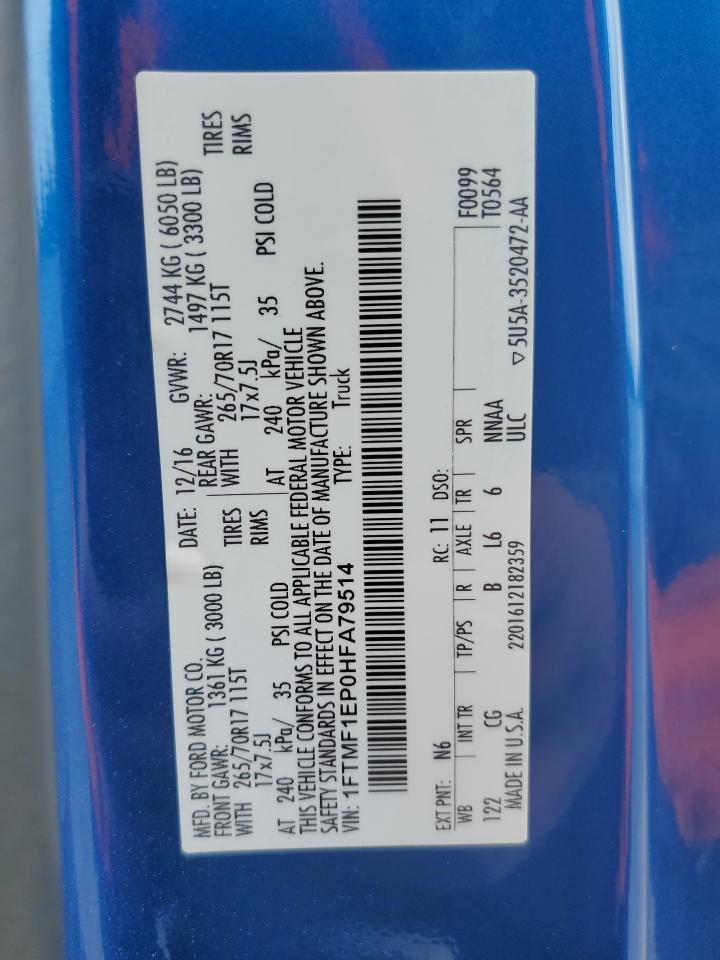 MFD. BY FORD MOTOR CO.
DATE: 12/16 GVWR: 2744 KG ( 6050 LB)
FRONT GAWR: 1361 KG ( 3000 LB) REAR GAWR: 1497 KG ( 3300 LB)
WITH 265/70R17 115T TIRES WITH 265/70R17 115T TIRES
17x7.5J RIMS 17x7.5J RIMS
AT 240 kPa/ 35 PSI COLD AT 240 kPa/ 35 PSI COLD
THIS VEHICLE CONFORMS TO ALL APPLICABLE FEDERAL MOTOR VEHICLE
SAFETY STANDARDS IN EFFECT ON THE DATE OF MANUFACTURE SHOWN ABOVE.
VIN: 1FTMF1EP0HFA79514 TYPE: Truck
EXT PNT: N6 RC: 11 DSO: F0099
WB INT TR TP/PS R AXLE TR SPR T0564
122 CG B L6 6 NNAA
MADE IN U.S.A. 2201612182359 ULC
▽5U5A-3520472-AA